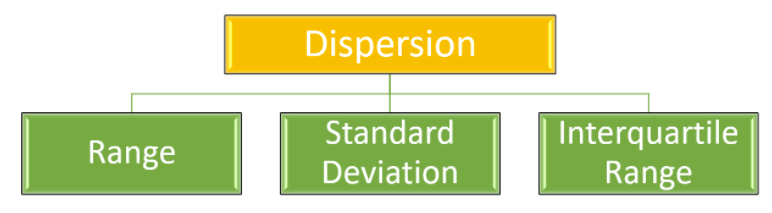 Dispersion
Range
Standard
Deviation
Interquartile
Range